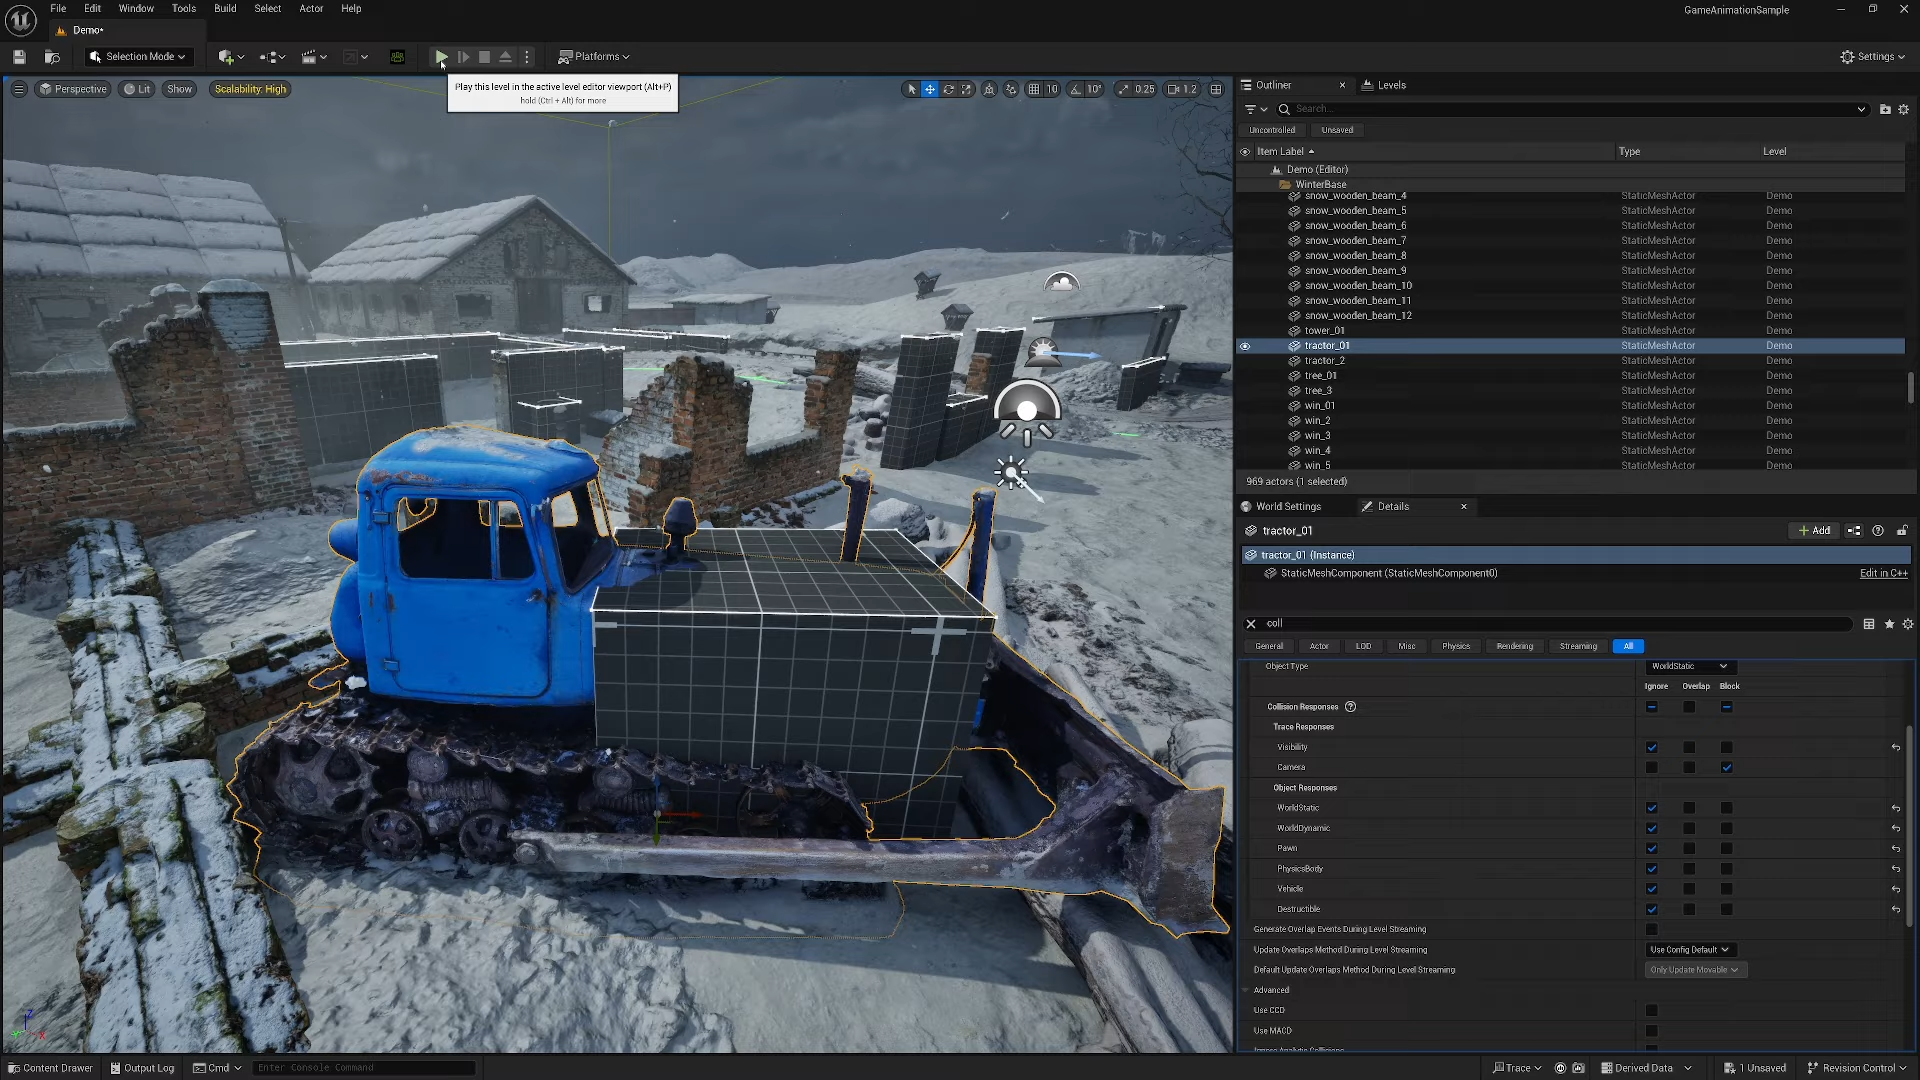 File Edit Window Tools Build Select Actor Help
GameAnimationSample
Demo*
Selection Mode
Platforms
Settings
Perspective
Lit
Show
Scalability: High
Play this level in the active level editor viewport (Alt+P)
hold (Ctrl + Alt) for more
10
10°
0.25
1.2
Outliner
Levels
Search...
Uncontrolled
Unsaved
Item Label
Type
Level
Demo (Editor)
WinterBase
snow_wooden_beam_4 StaticMeshActor Demo
snow_wooden_beam_5 StaticMeshActor Demo
snow_wooden_beam_6 StaticMeshActor Demo
snow_wooden_beam_7 StaticMeshActor Demo
snow_wooden_beam_8 StaticMeshActor Demo
snow_wooden_beam_9 StaticMeshActor Demo
snow_wooden_beam_10 StaticMeshActor Demo
snow_wooden_beam_11 StaticMeshActor Demo
snow_wooden_beam_12 StaticMeshActor Demo
tower_01 StaticMeshActor Demo
tractor_01 StaticMeshActor Demo
tractor_2 StaticMeshActor Demo
tree_01 StaticMeshActor Demo
tree_3 StaticMeshActor Demo
win_01 StaticMeshActor Demo
win_2 StaticMeshActor Demo
win_3 StaticMeshActor Demo
win_4 StaticMeshActor Demo
win_5 StaticMeshActor Demo
969 actors (1 selected)
World Settings
Details
tractor_01
Add
tractor_01 (Instance)
StaticMeshComponent (StaticMeshComponent0)
Edit in C++
coll
General Actor LOD Misc Physics Rendering Streaming All
Object Type WorldStatic
Ignore Overlap Block
Collision Responses
Trace Responses
Visibility
Camera
Object Responses
WorldStatic
WorldDynamic
Pawn
PhysicsBody
Vehicle
Destructible
Generate Overlap Events During Level Streaming
Update Overlaps Method During Level Streaming Use Config Default
Default Update Overlaps Method During Level Streaming Only Update Movable
Advanced
Use CCD
Use MACD
Ignore Analytic Collisions
Z
X
Content Drawer
Output Log
Cmd
Enter Console Command
Trace
Derived Data
1 Unsaved
Revision Control